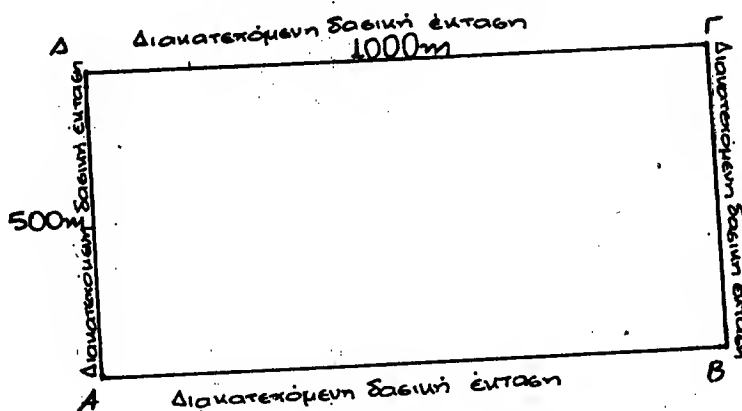 Δ Διακατεχόμενη δασική έκταση Γ
1000m
Διακατεχόμενη δασική έκταση
500m
Διακατεχόμενη δασική έκταση
Α Διακατεχόμενη δασική έκταση Β